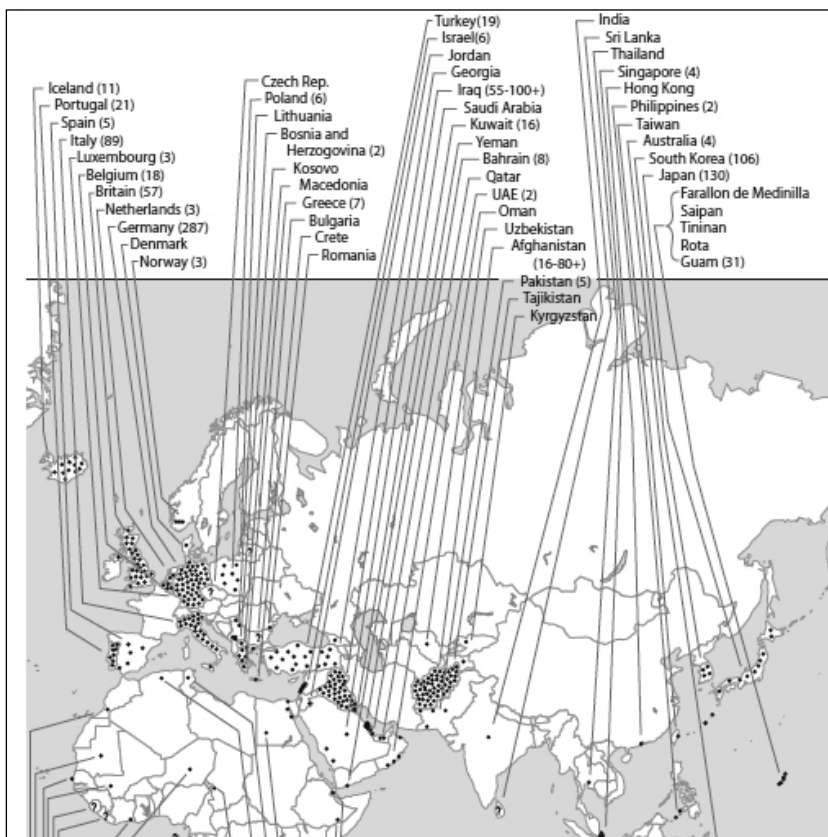 Iceland (11)
Portugal (21)
Spain (5)
Italy (89)
Luxembourg (3)
Belgium (18)
Britain (57)
Netherlands (3)
Germany (287)
Denmark
Norway (3)
Czech Rep.
Poland (6)
Lithuania
Bosnia and
Herzogovina (2)
Kosovo
Macedonia
Greece (7)
Bulgaria
Crete
Romania
Turkey(19)
Israel(6)
Jordan
Georgia
Iraq (55-100+)
Saudi Arabia
Kuwait (16)
Yeman
Bahrain (8)
Qatar
UAE (2)
Oman
Uzbekistan
Afghanistan
(16-80+)
Pakistan (5)
Tajikistan
Kyrgyzstan
India
Sri Lanka
Thailand
Singapore (4)
Hong Kong
Philippines (2)
Taiwan
Australia (4)
South Korea (106)
Japan (130)
Farallon de Medinilla
Saipan
Tininan
Rota
Guam (31)
?
?
?
?
?
?